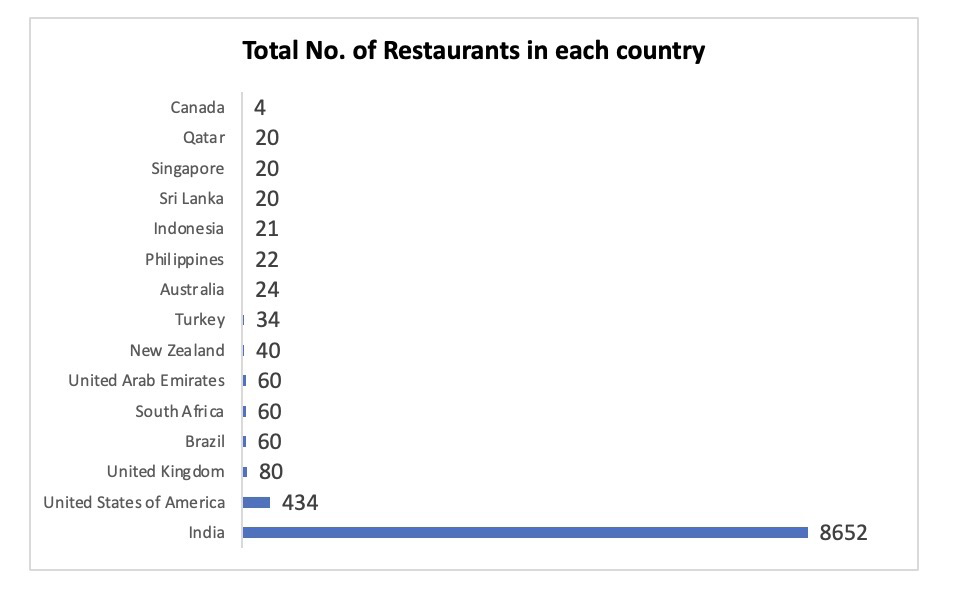 Total No. of Restaurants in each country
Canada 4
Qatar 20
Singapore 20
Sri Lanka 20
Indonesia 21
Philippines 22
Australia 24
Turkey 34
New Zealand 40
United Arab Emirates 60
South Africa 60
Brazil 60
United Kingdom 80
United States of America 434
India 8652